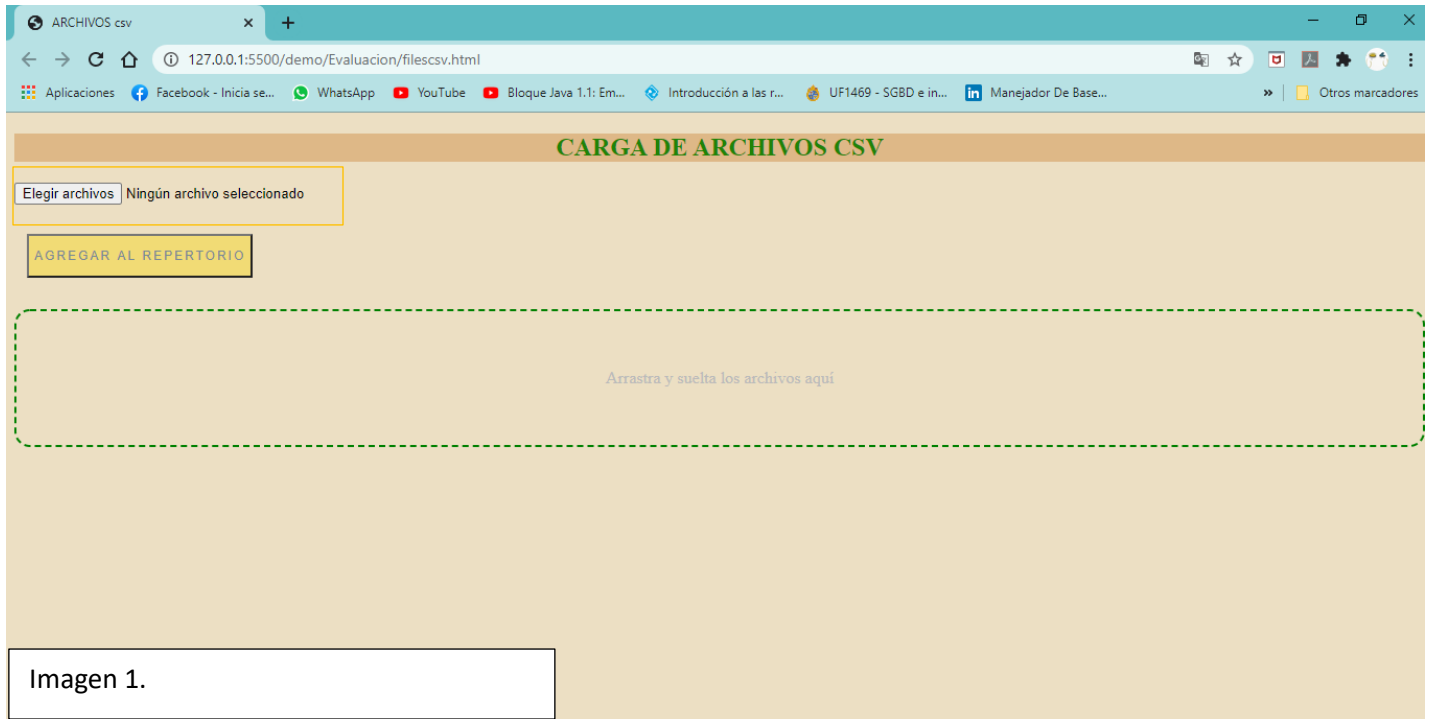 ARCHIVOS csv
127.0.0.1:5500/demo/Evaluacion/filescsv.html
Aplicaciones Facebook - Inicia se... WhatsApp YouTube Bloque Java 1.1: Em... Introducción a las r... UF1469 - SGBD e in... Manejador De Base... » Otros marcadores
CARGA DE ARCHIVOS CSV
Elegir archivos Ningún archivo seleccionado
AGREGAR AL REPERTORIO
Arrastra y suelta los archivos aquí
Imagen 1.